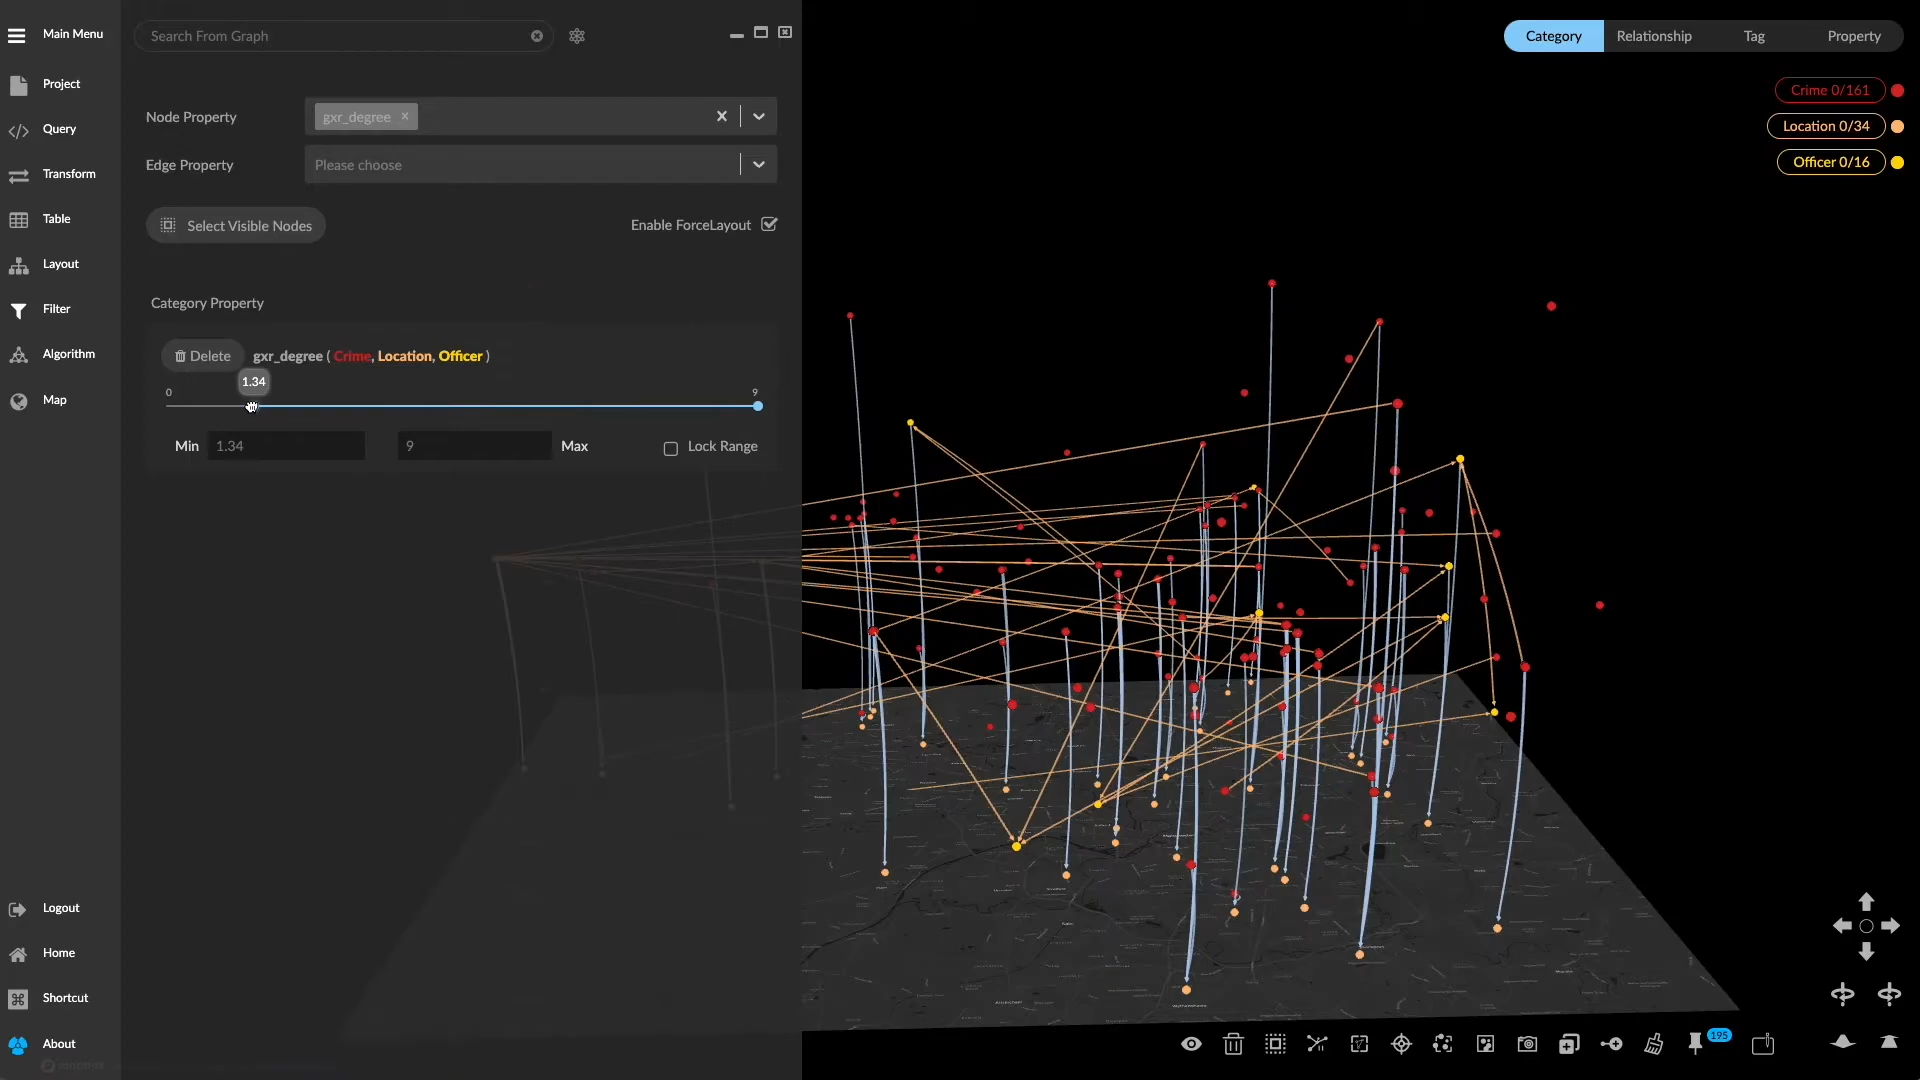 Main Menu
Search From Graph
Category
Relationship
Tag
Property
Project
Crime 0/161
Node Property
gxr_degree ×
Query
Location 0/34
Edge Property
Please choose
Officer 0/16
Transform
Table
Select Visible Nodes
Enable ForceLayout
Layout
Category Property
Filter
Algorithm
Delete
gxr_degree ( Crime, Location, Officer )
1.34
0
9
Map
Min
1.34
9
Max
Lock Range
Logout
Home
Shortcut
About
195
mapbox